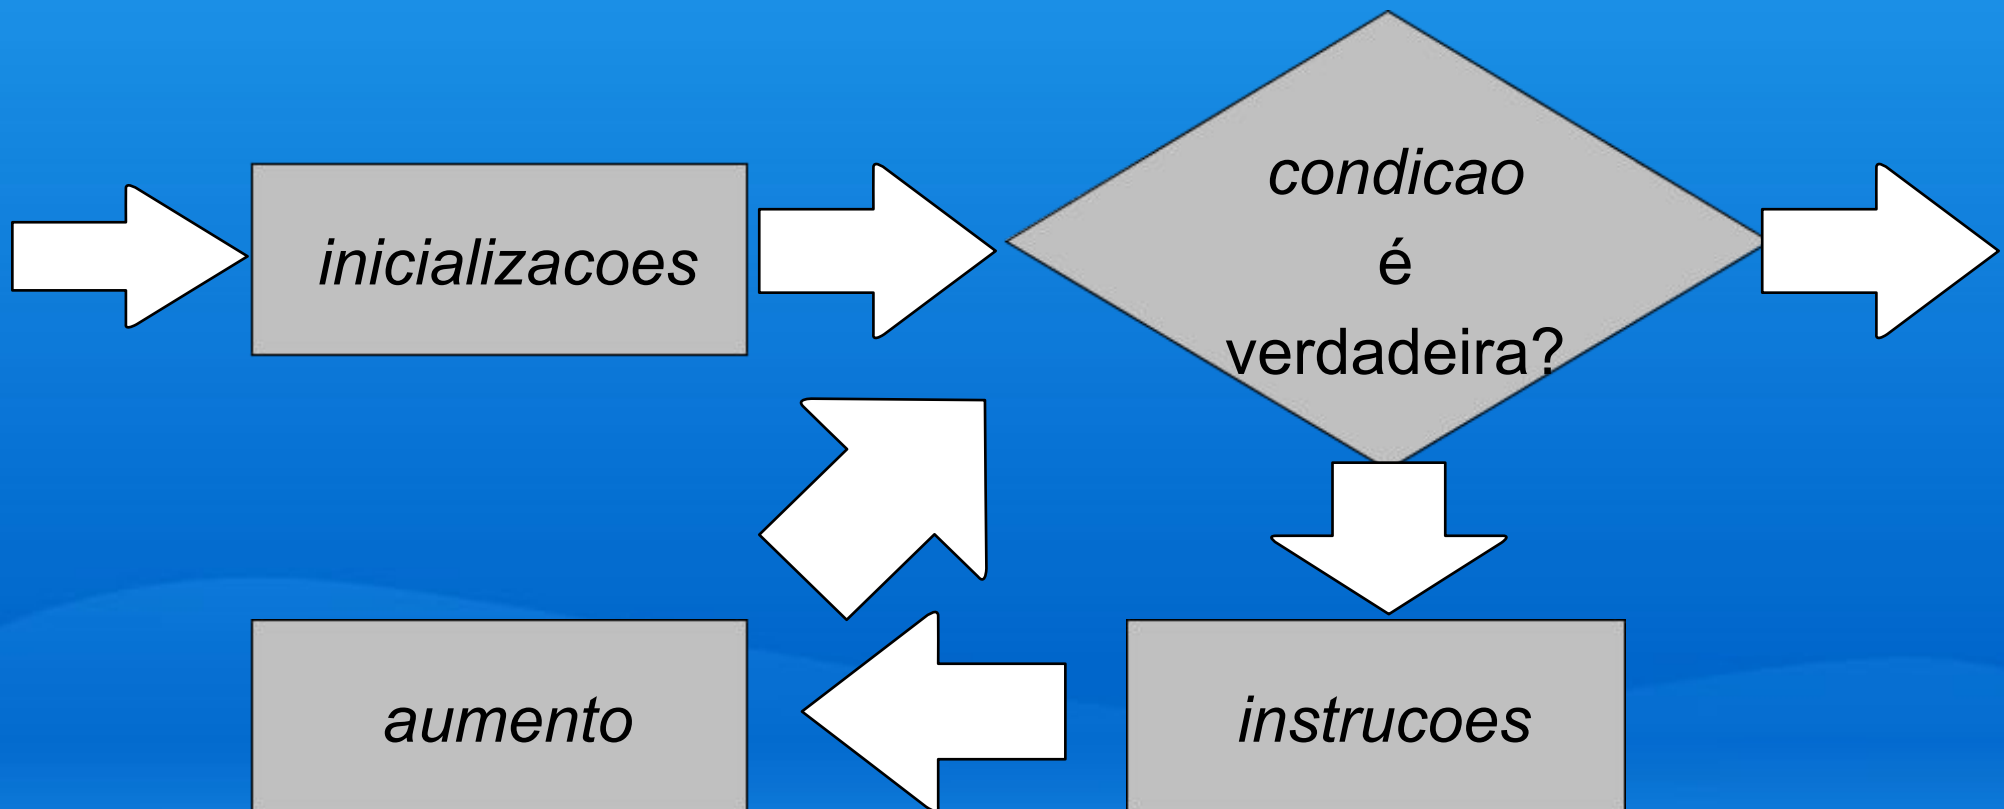 inicializacoes
condicao
é
verdadeira?
aumento
instrucoes